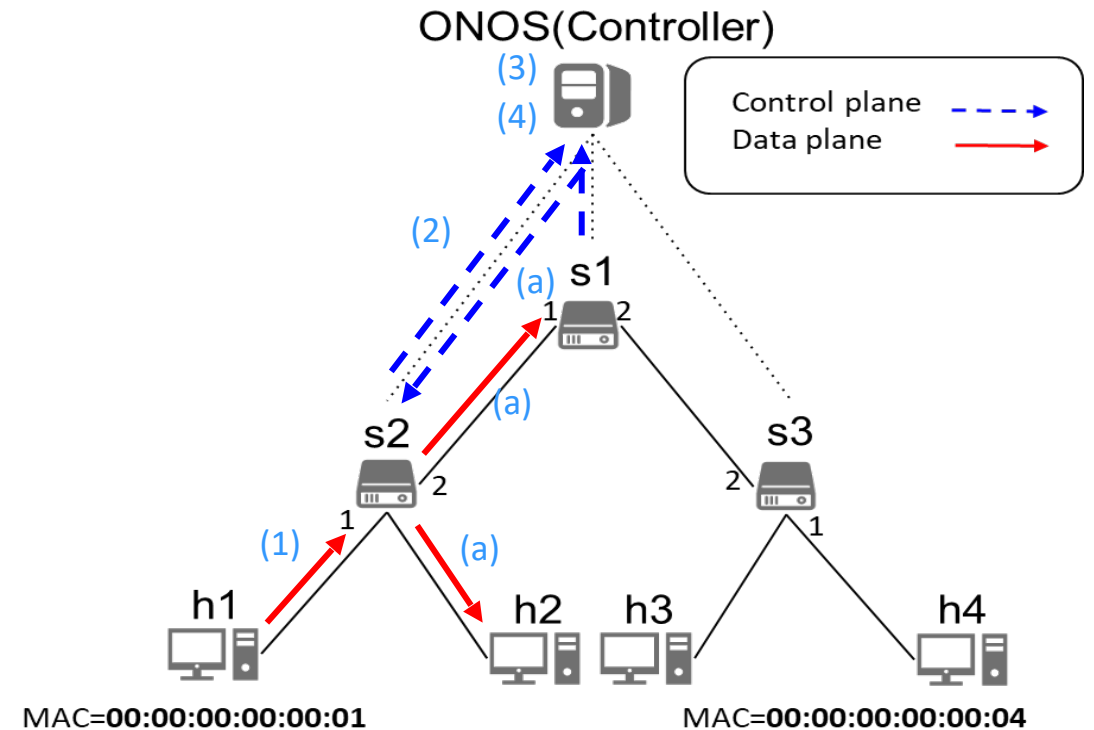 ONOS(Controller)
(3)
(4)
Control plane
Data plane
(2)
(a)
s1
1
2
(a)
s2
s3
2
2
1
1
(1)
(a)
h1
h2
h3
h4
MAC=00:00:00:00:00:01
MAC=00:00:00:00:00:04